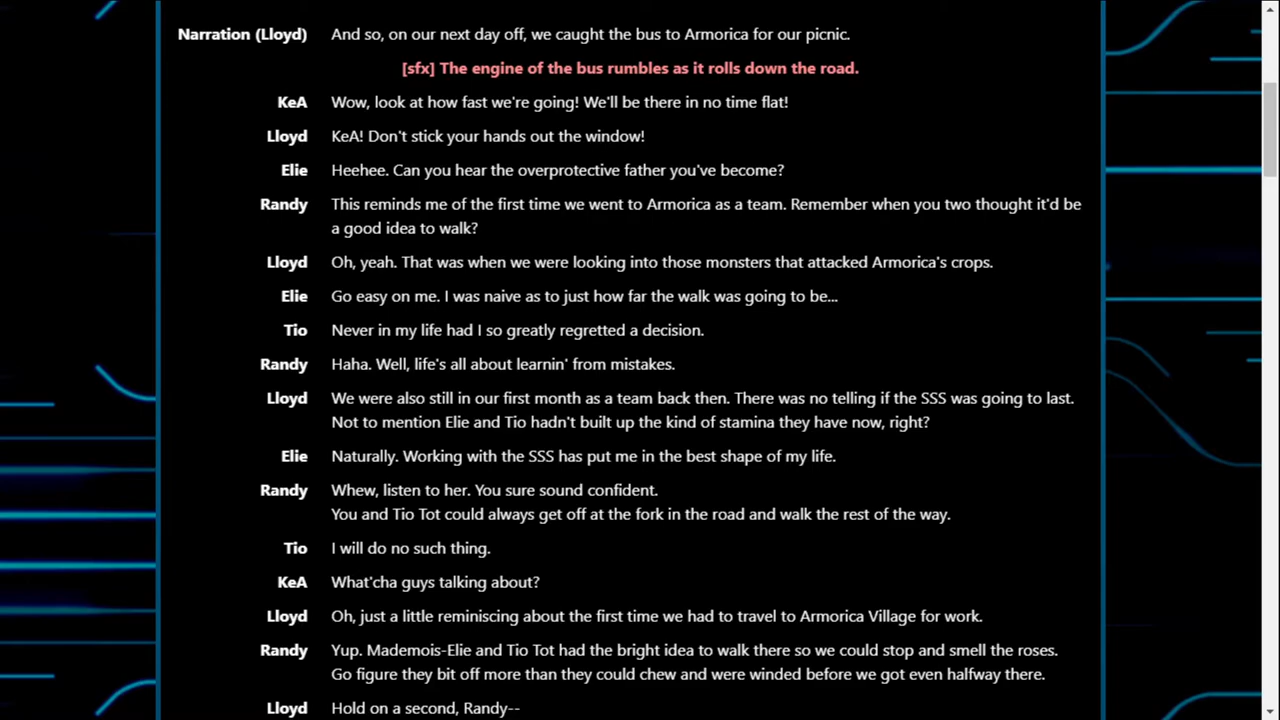 Narration (Lloyd) And so, on our next day off, we caught the bus to Armorica for our picnic.
[sfx] The engine of the bus rumbles as it rolls down the road.
KeA Wow, look at how fast we're going! We'll be there in no time flat!
Lloyd KeA! Don't stick your hands out the window!
Elie Heehee. Can you hear the overprotective father you've become?
Randy This reminds me of the first time we went to Armorica as a team. Remember when you two thought it'd be
a good idea to walk?
Lloyd Oh, yeah. That was when we were looking into those monsters that attacked Armorica's crops.
Elie Go easy on me. I was naive as to just how far the walk was going to be...
Tio Never in my life had I so greatly regretted a decision.
Randy Haha. Well, life's all about learnin' from mistakes.
Lloyd We were also still in our first month as a team back then. There was no telling if the SSS was going to last.
Not to mention Elie and Tio hadn't built up the kind of stamina they have now, right?
Elie Naturally. Working with the SSS has put me in the best shape of my life.
Randy Whew, listen to her. You sure sound confident.
You and Tio Tot could always get off at the fork in the road and walk the rest of the way.
Tio I will do no such thing.
KeA What'cha guys talking about?
Lloyd Oh, just a little reminiscing about the first time we had to travel to Armorica Village for work.
Randy Yup. Mademois-Elie and Tio Tot had the bright idea to walk there so we could stop and smell the roses.
Go figure they bit off more than they could chew and were winded before we got even halfway there.
Lloyd Hold on a second, Randy--